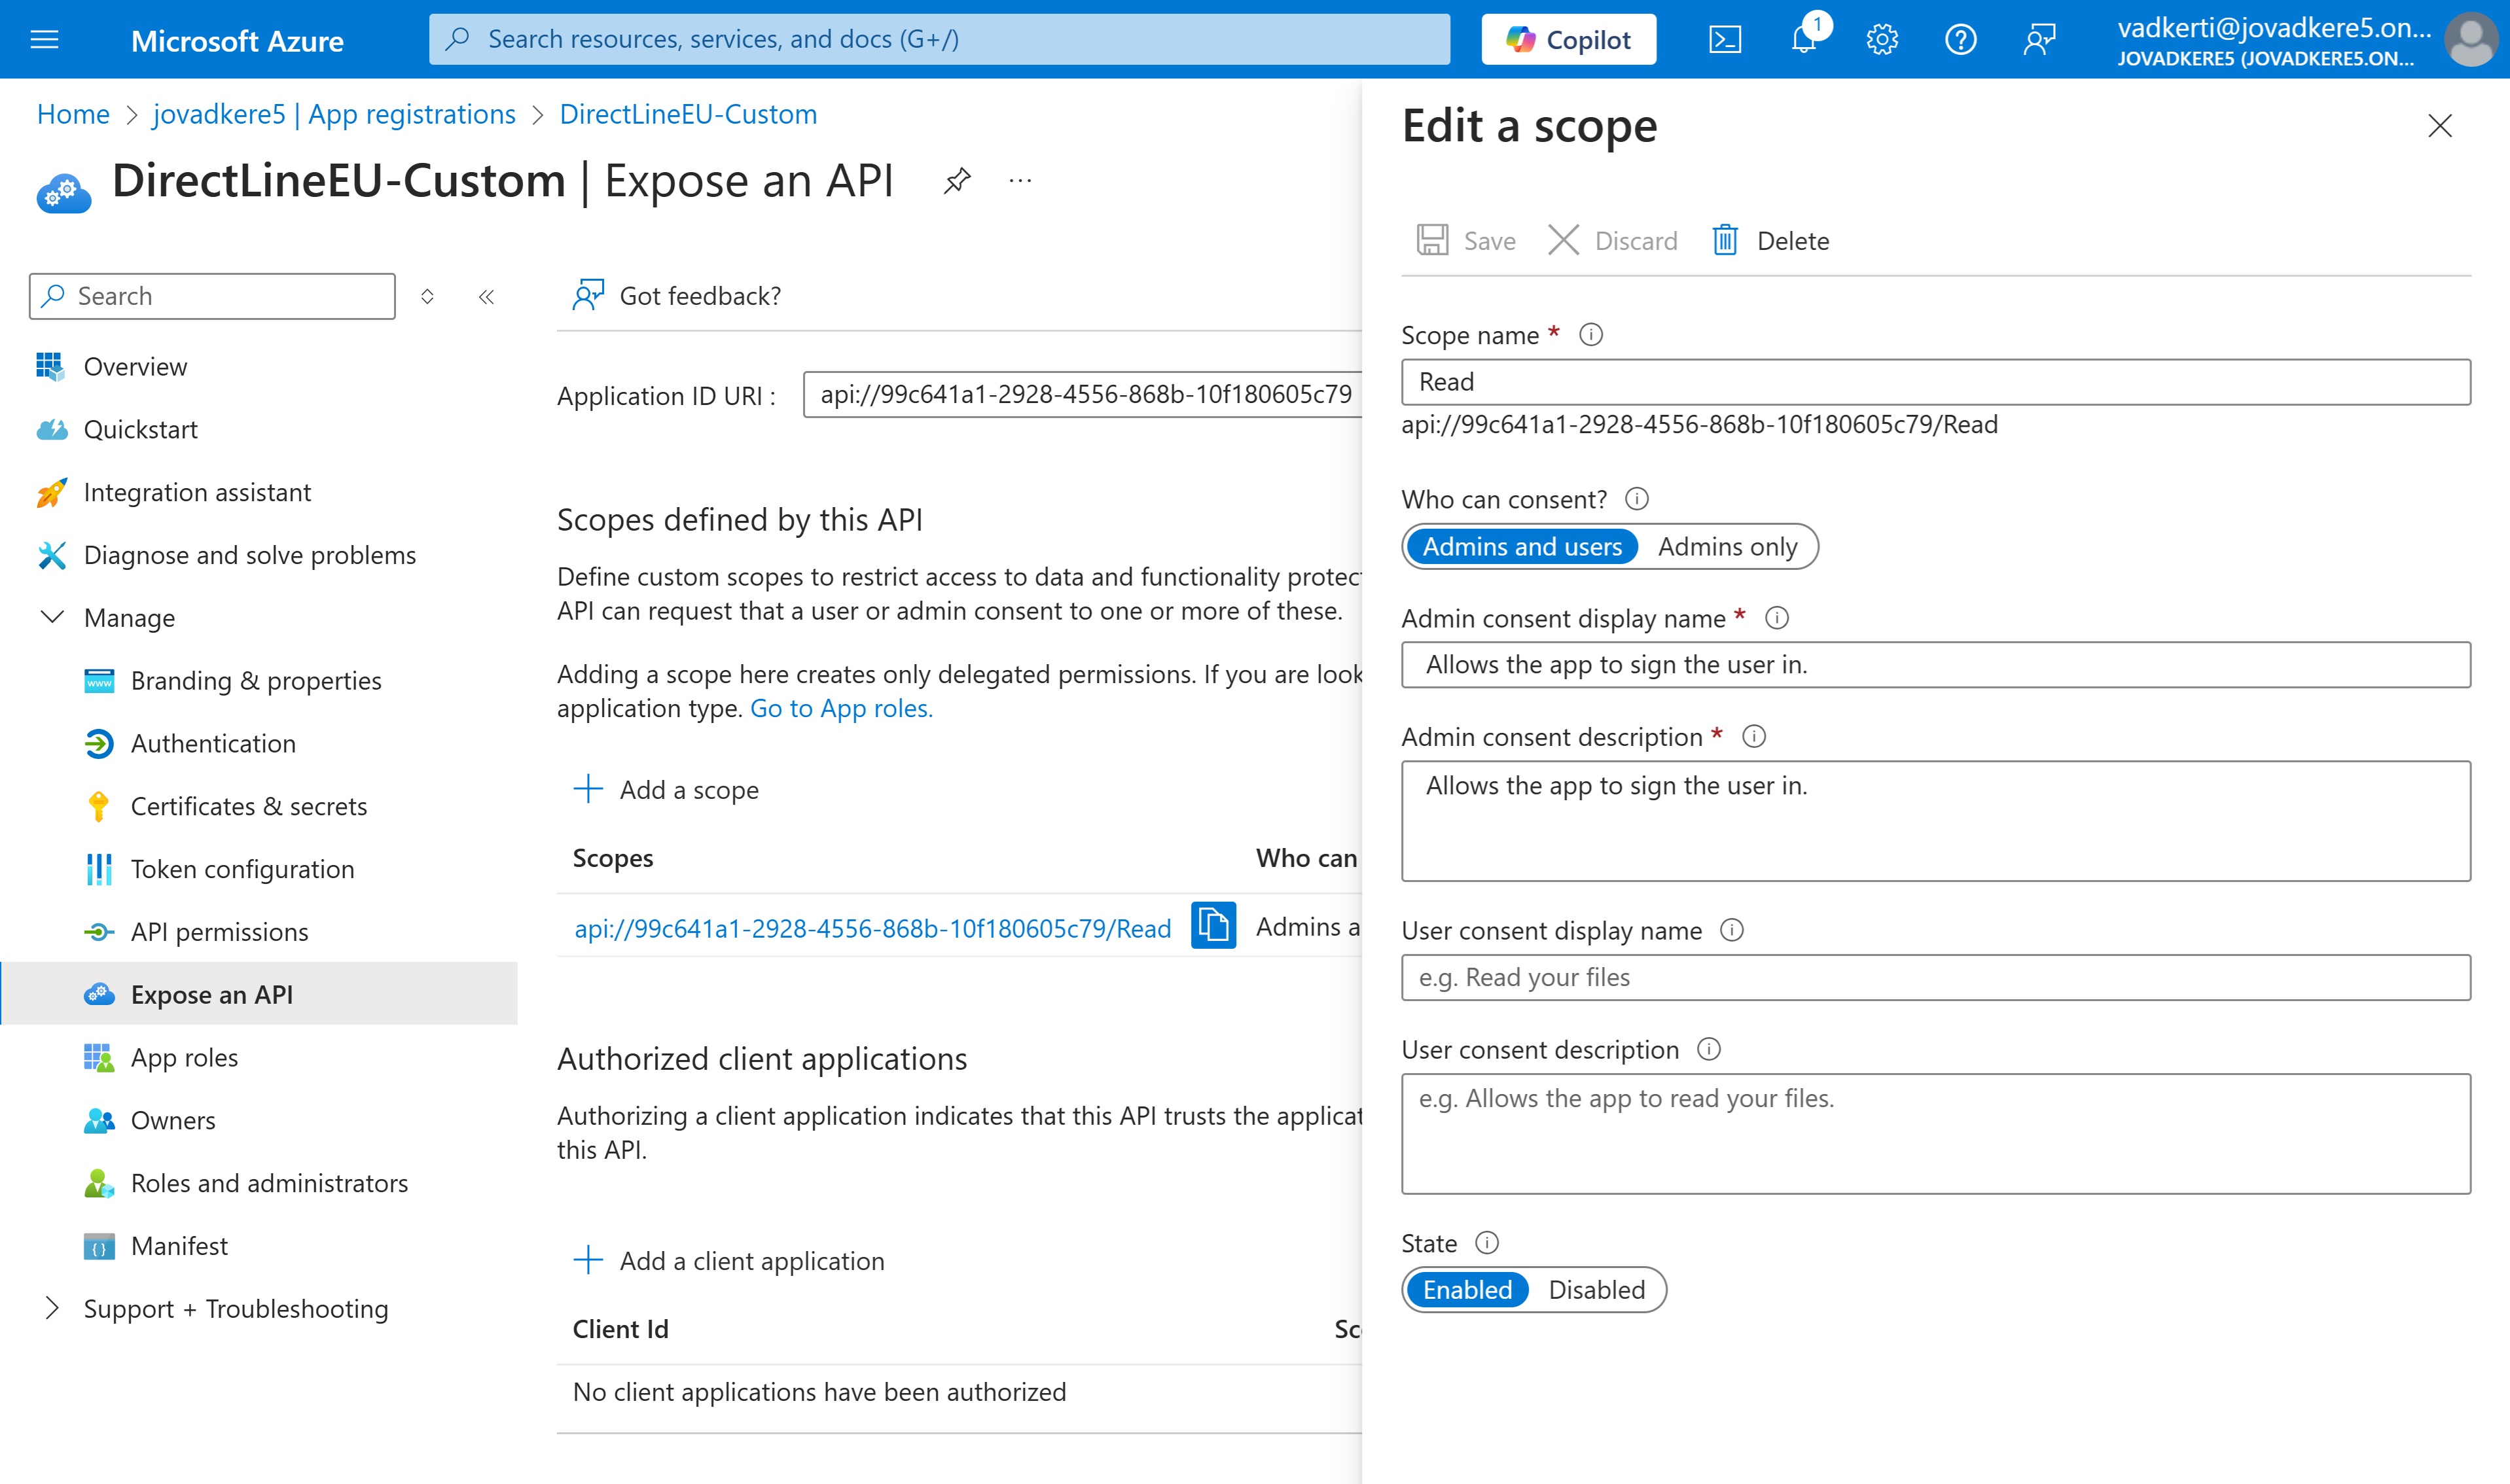 Microsoft Azure
Search resources, services, and docs (G+/)
Copilot
1
vadkerti@jovadkere5.on...
JOVADKERE5 (JOVADKERE5.ON...
Home > jovadkere5 | App registrations > DirectLineEU-Custom
DirectLineEU-Custom | Expose an API
...
Search
Overview
Quickstart
Integration assistant
Diagnose and solve problems
Manage
Branding & properties
Authentication
Certificates & secrets
Token configuration
API permissions
Expose an API
App roles
Owners
Roles and administrators
Manifest
Support + Troubleshooting
Got feedback?
Application ID URI :
api://99c641a1-2928-4556-868b-10f180605c79
Scopes defined by this API
Define custom scopes to restrict access to data and functionality protec
API can request that a user or admin consent to one or more of these.
Adding a scope here creates only delegated permissions. If you are look
application type. Go to App roles.
Add a scope
Scopes Who can
api://99c641a1-2928-4556-868b-10f180605c79/Read Admins a
Authorized client applications
Authorizing a client application indicates that this API trusts the applicat
this API.
Add a client application
Client Id Sc
No client applications have been authorized
Edit a scope
Save Discard Delete
Scope name *
Read
api://99c641a1-2928-4556-868b-10f180605c79/Read
Who can consent?
Admins and users Admins only
Admin consent display name *
Allows the app to sign the user in.
Admin consent description *
Allows the app to sign the user in.
User consent display name
e.g. Read your files
User consent description
e.g. Allows the app to read your files.
State
Enabled Disabled